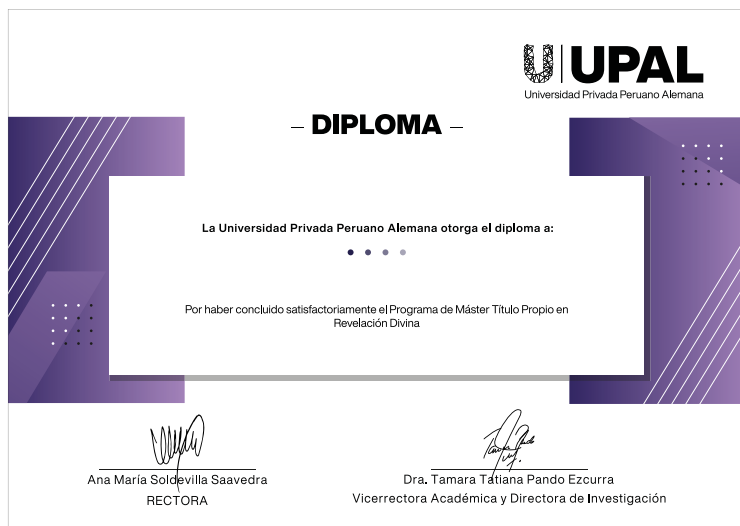 UPAL
Universidad Privada Peruano Alemana
– DIPLOMA –
La Universidad Privada Peruano Alemana otorga el diploma a:
Por haber concluido satisfactoriamente el Programa de Máster Título Propio en
Revelación Divina
Ana María Soldevilla Saavedra
RECTORA
Dra. Tamara Tatiana Pando Ezcurra
Vicerrectora Académica y Directora de Investigación